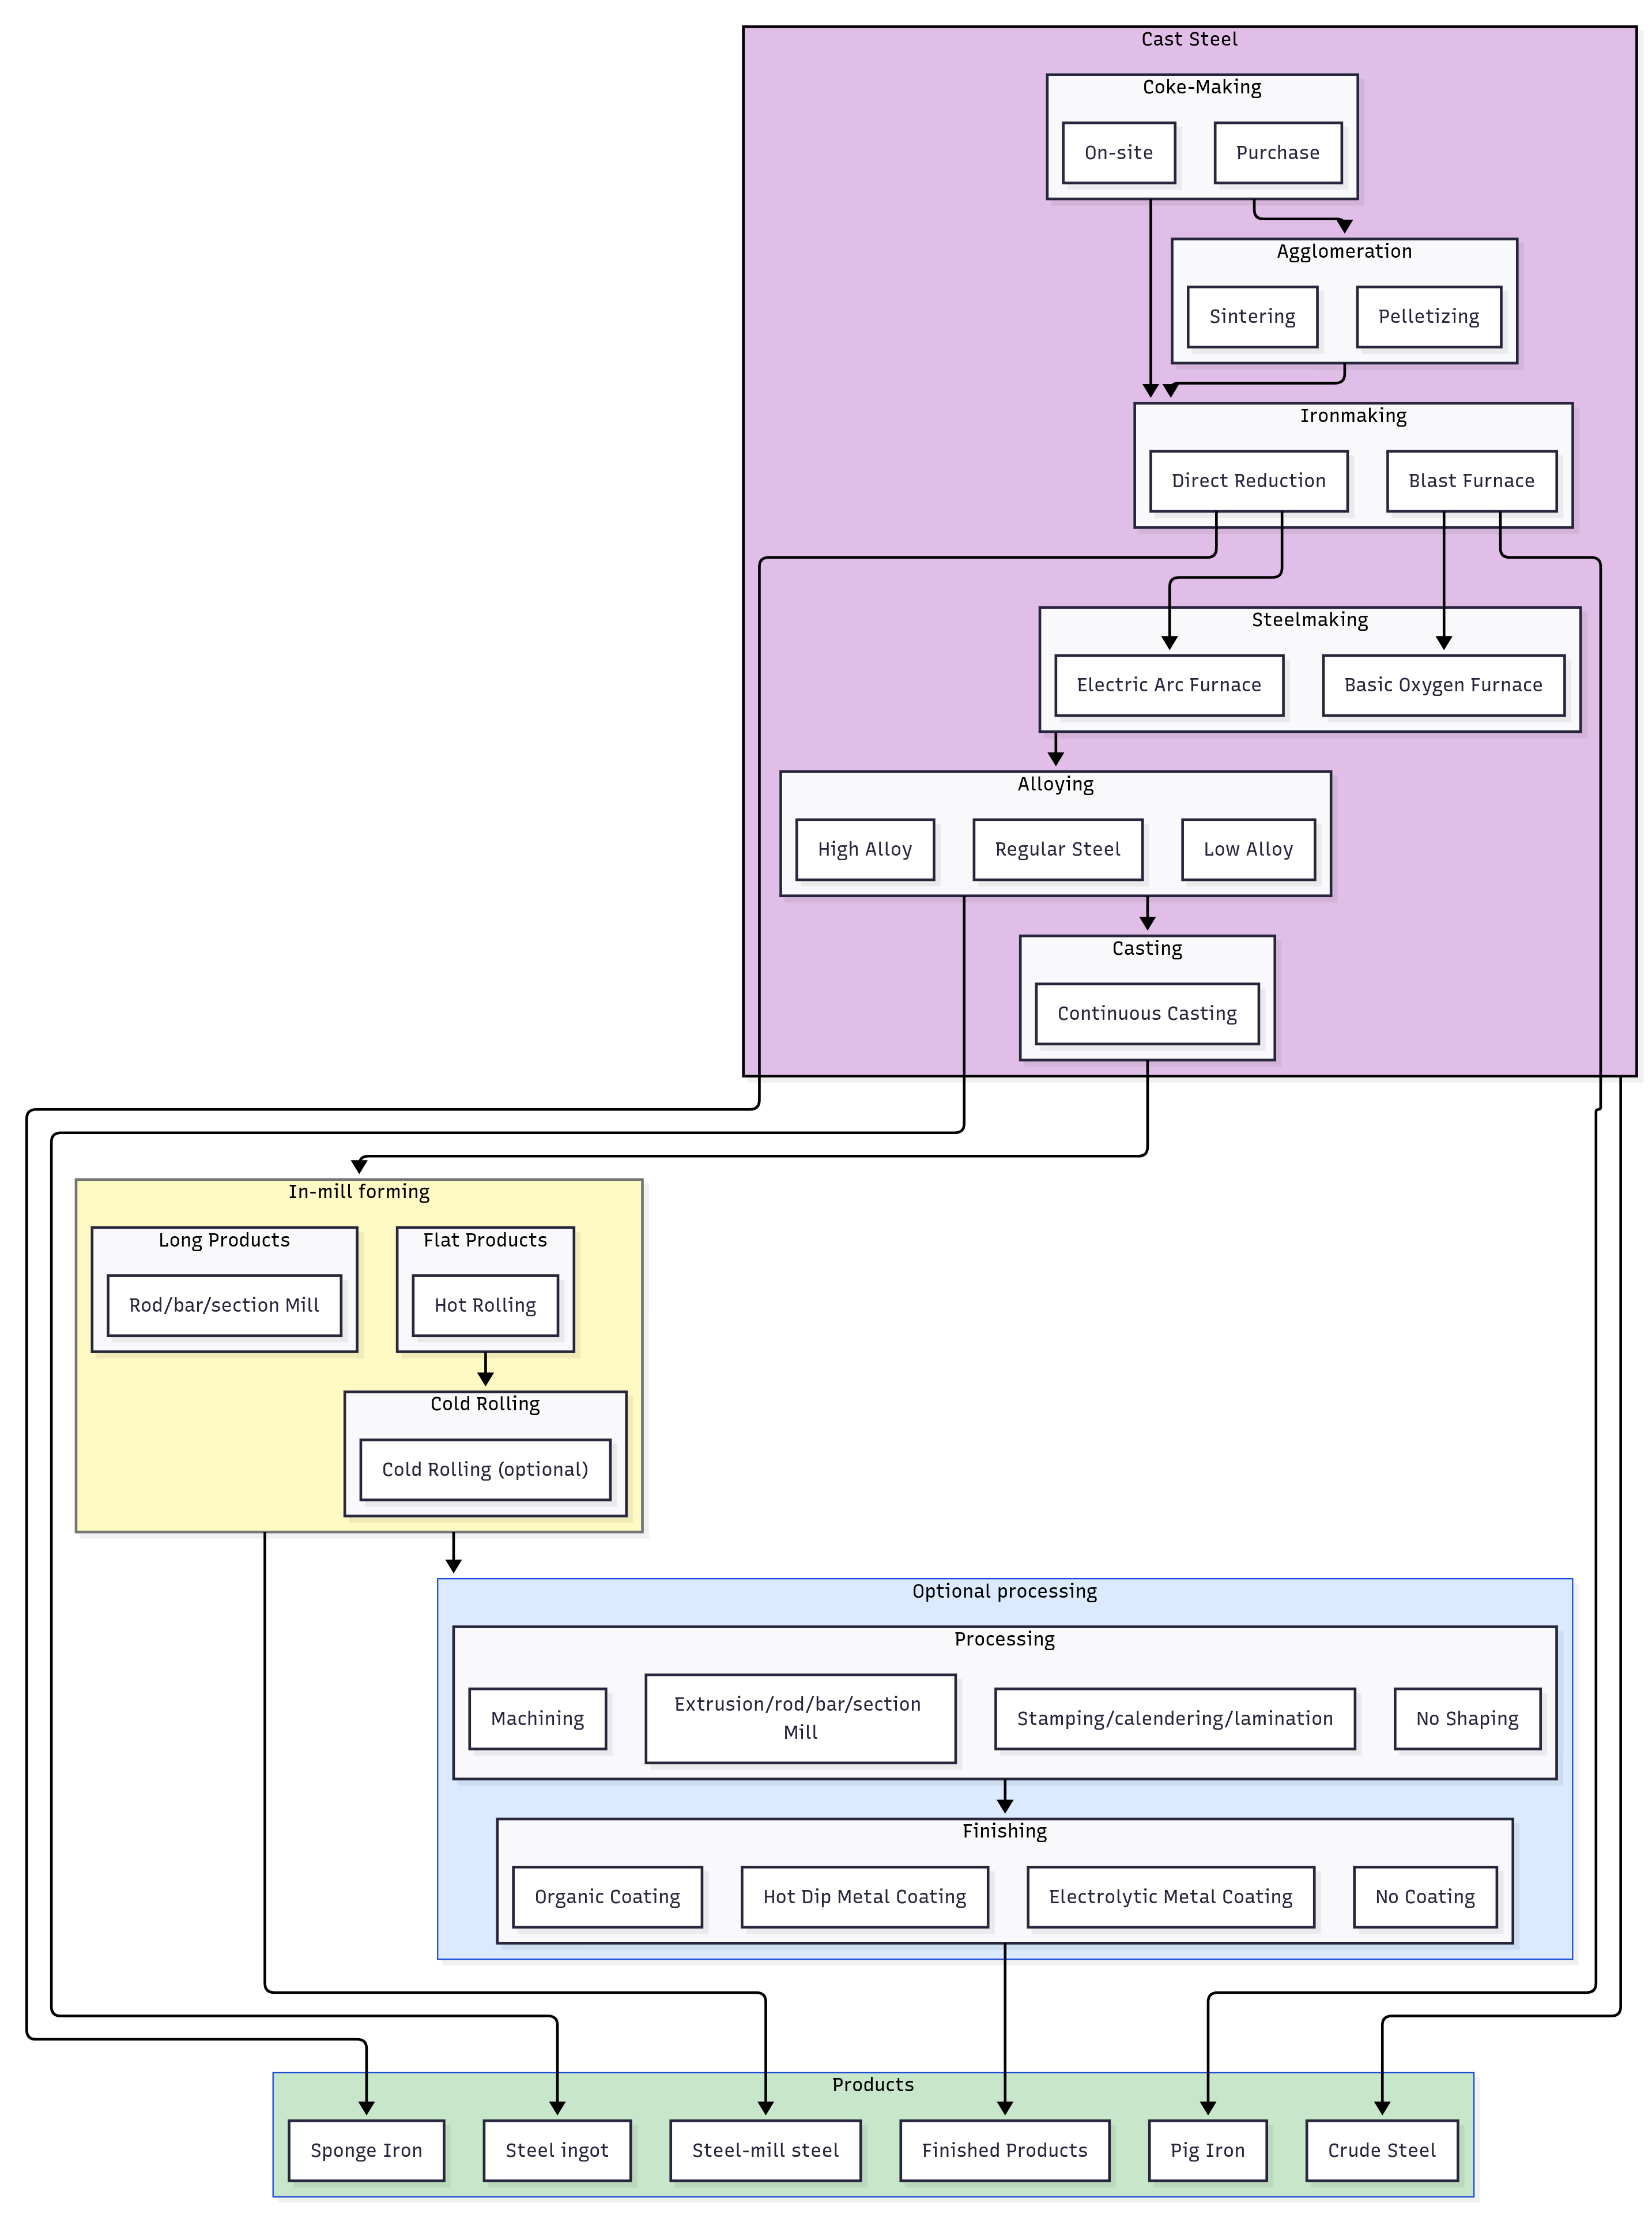 Cast Steel
Coke-Making
On-site
Purchase
Agglomeration
Sintering
Pelletizing
Ironmaking
Direct Reduction
Blast Furnace
Steelmaking
Electric Arc Furnace
Basic Oxygen Furnace
Alloying
High Alloy
Regular Steel
Low Alloy
Casting
Continuous Casting
In-mill forming
Long Products
Flat Products
Rod/bar/section Mill
Hot Rolling
Cold Rolling
Cold Rolling (optional)
Optional processing
Processing
Machining
Extrusion/rod/bar/section
Mill
Stamping/calendering/lamination
No Shaping
Finishing
Organic Coating
Hot Dip Metal Coating
Electrolytic Metal Coating
No Coating
Products
Sponge Iron
Steel ingot
Steel-mill steel
Finished Products
Pig Iron
Crude Steel